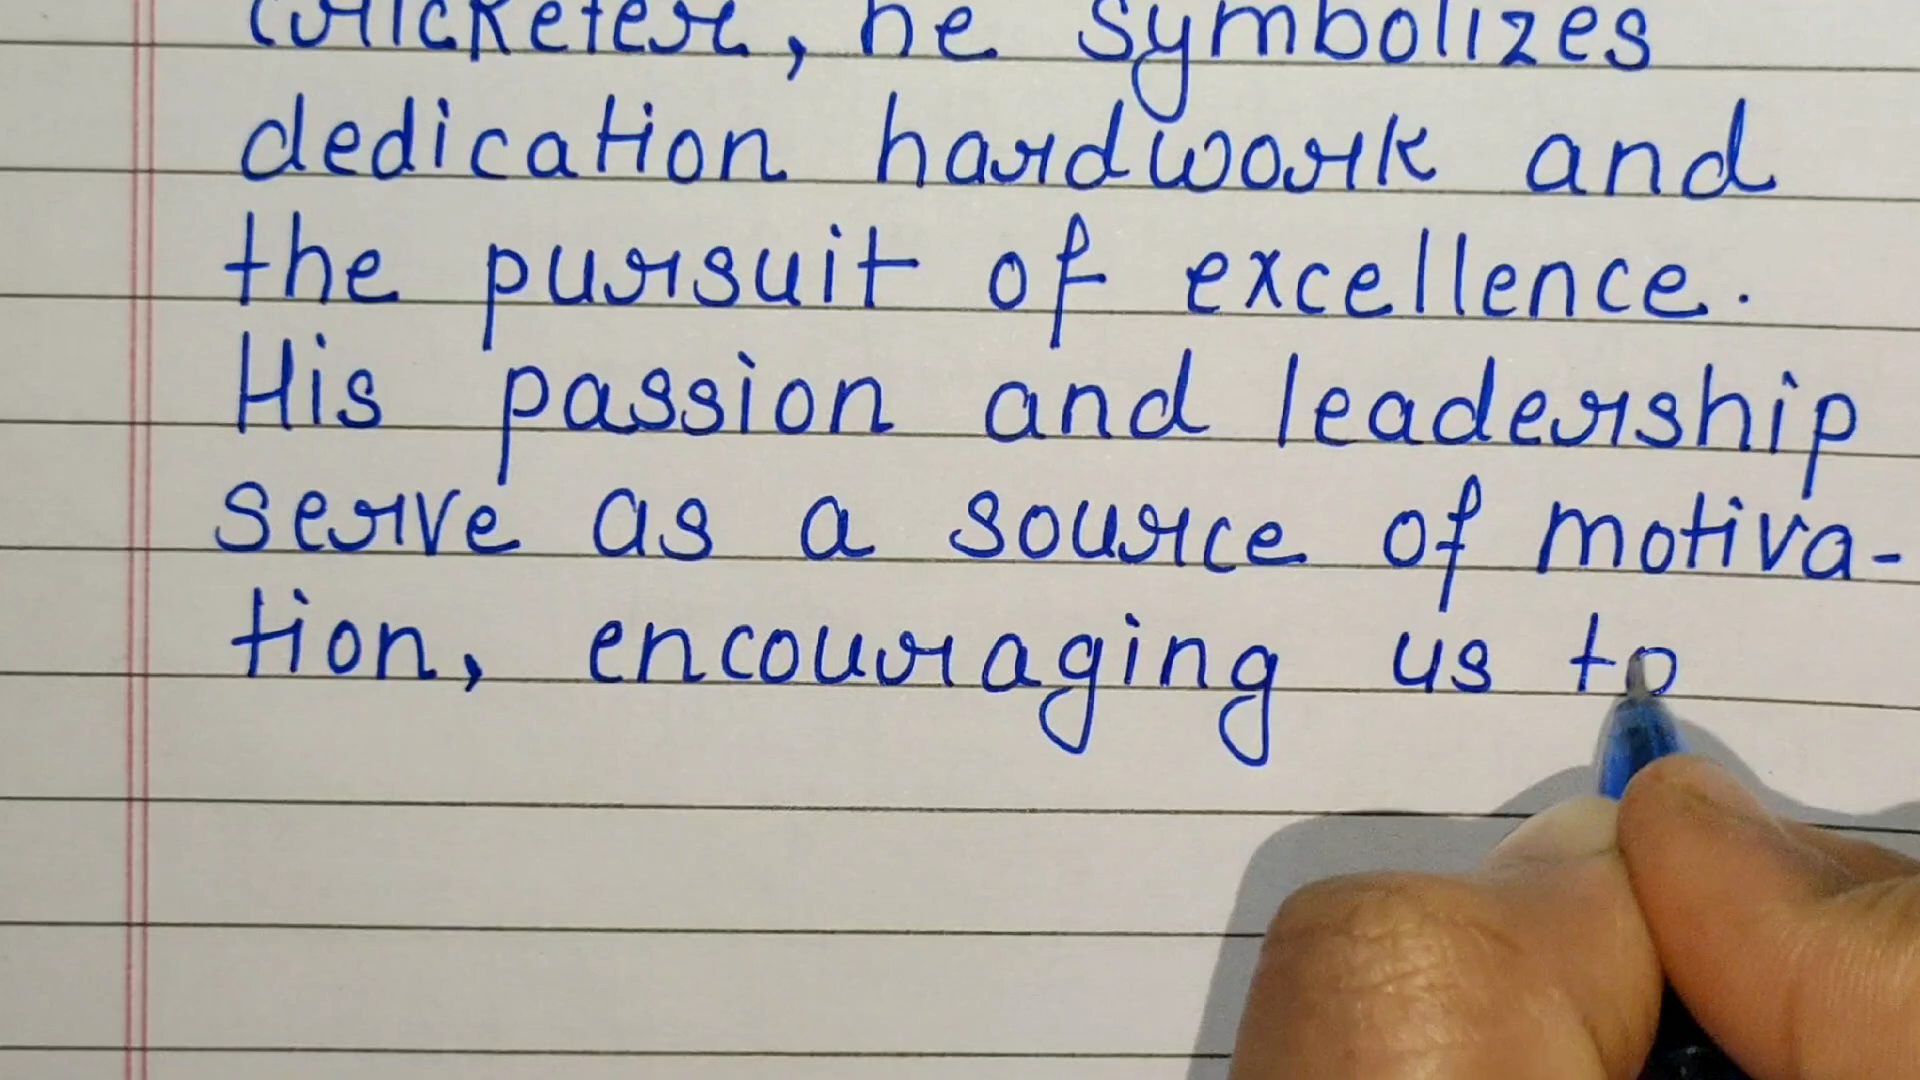 cricketer, he symbolizes
dedication hardwork and
the pursuit of excellence.
His passion and leadership
serve as a source of motiva-
tion, encouraging us to